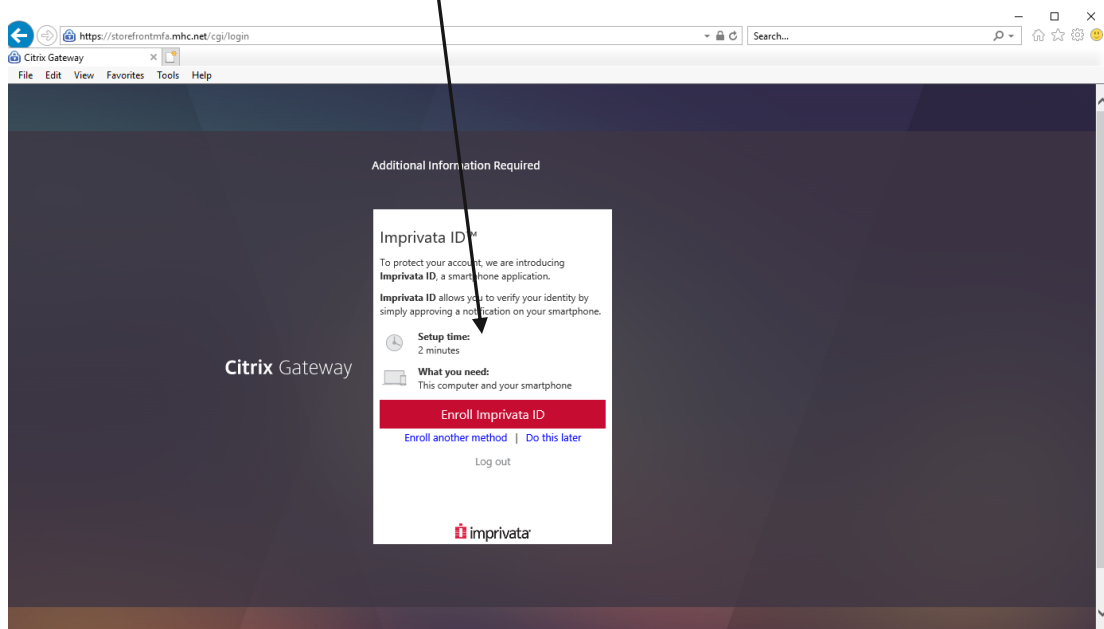 https://storefrontmfa.mhc.net/cgi/login
Search...
Citrix Gateway
File Edit View Favorites Tools Help
Additional Information Required
Imprivata ID™
To protect your account, we are introducing
Imprivata ID, a smartphone application.
Imprivata ID allows you to verify your identity by
simply approving a notification on your smartphone.
Setup time:
2 minutes
What you need:
This computer and your smartphone
Citrix Gateway
Enroll Imprivata ID
Enroll another method | Do this later
Log out
imprivata